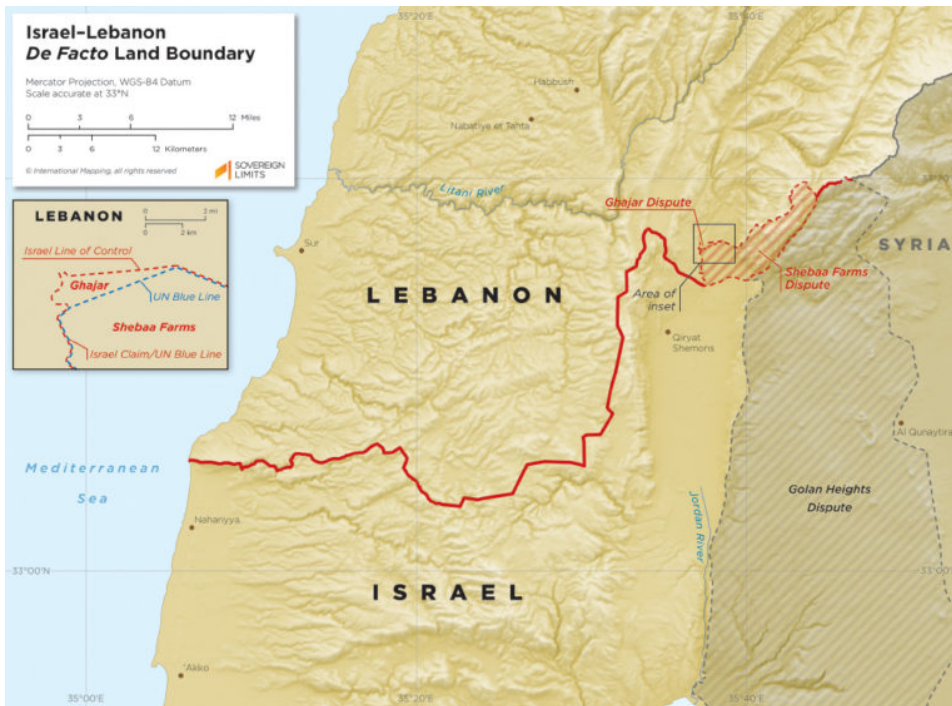 Israel–Lebanon
De Facto Land Boundary
Mercator Projection, WGS-84 Datum
Scale accurate at 33°N
0 3 6 12 Miles
0 3 6 12 Kilometers
© International Mapping, all rights reserved
SOVEREIGN
LIMITS
35°20'E
35°40'E
Habbush
Nabatiye et Tahta
Litani River
Ghajar Dispute
SYRIA
Sur
LEBANON
Area of
inset
Shebaa Farms
Dispute
Qiryat
Shemons
Al Qunaytira
LEBANON
0 2 mi
0 2 km
Israel Line of Control
Ghajar
UN Blue Line
Shebaa Farms
Israel Claim/UN Blue Line
Mediterranean
Sea
Golan Heights
Dispute
Jordan River
Nahariyya
33°00'N
33°00'N
ISRAEL
'Akko
35°00'E
35°20'E
35°40'E